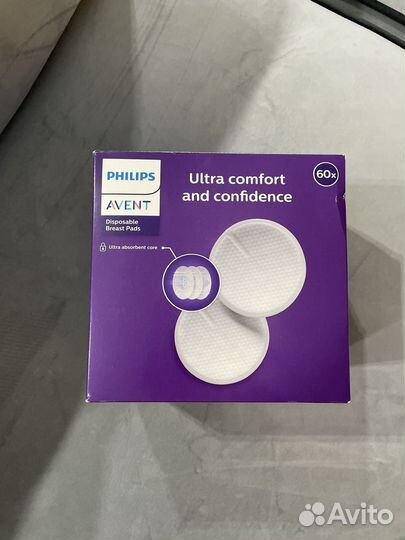 PHILIPS
AVENT
Disposable
Breast Pads
Ultra absorbent core
Ultra comfort
and confidence
60x
Avito